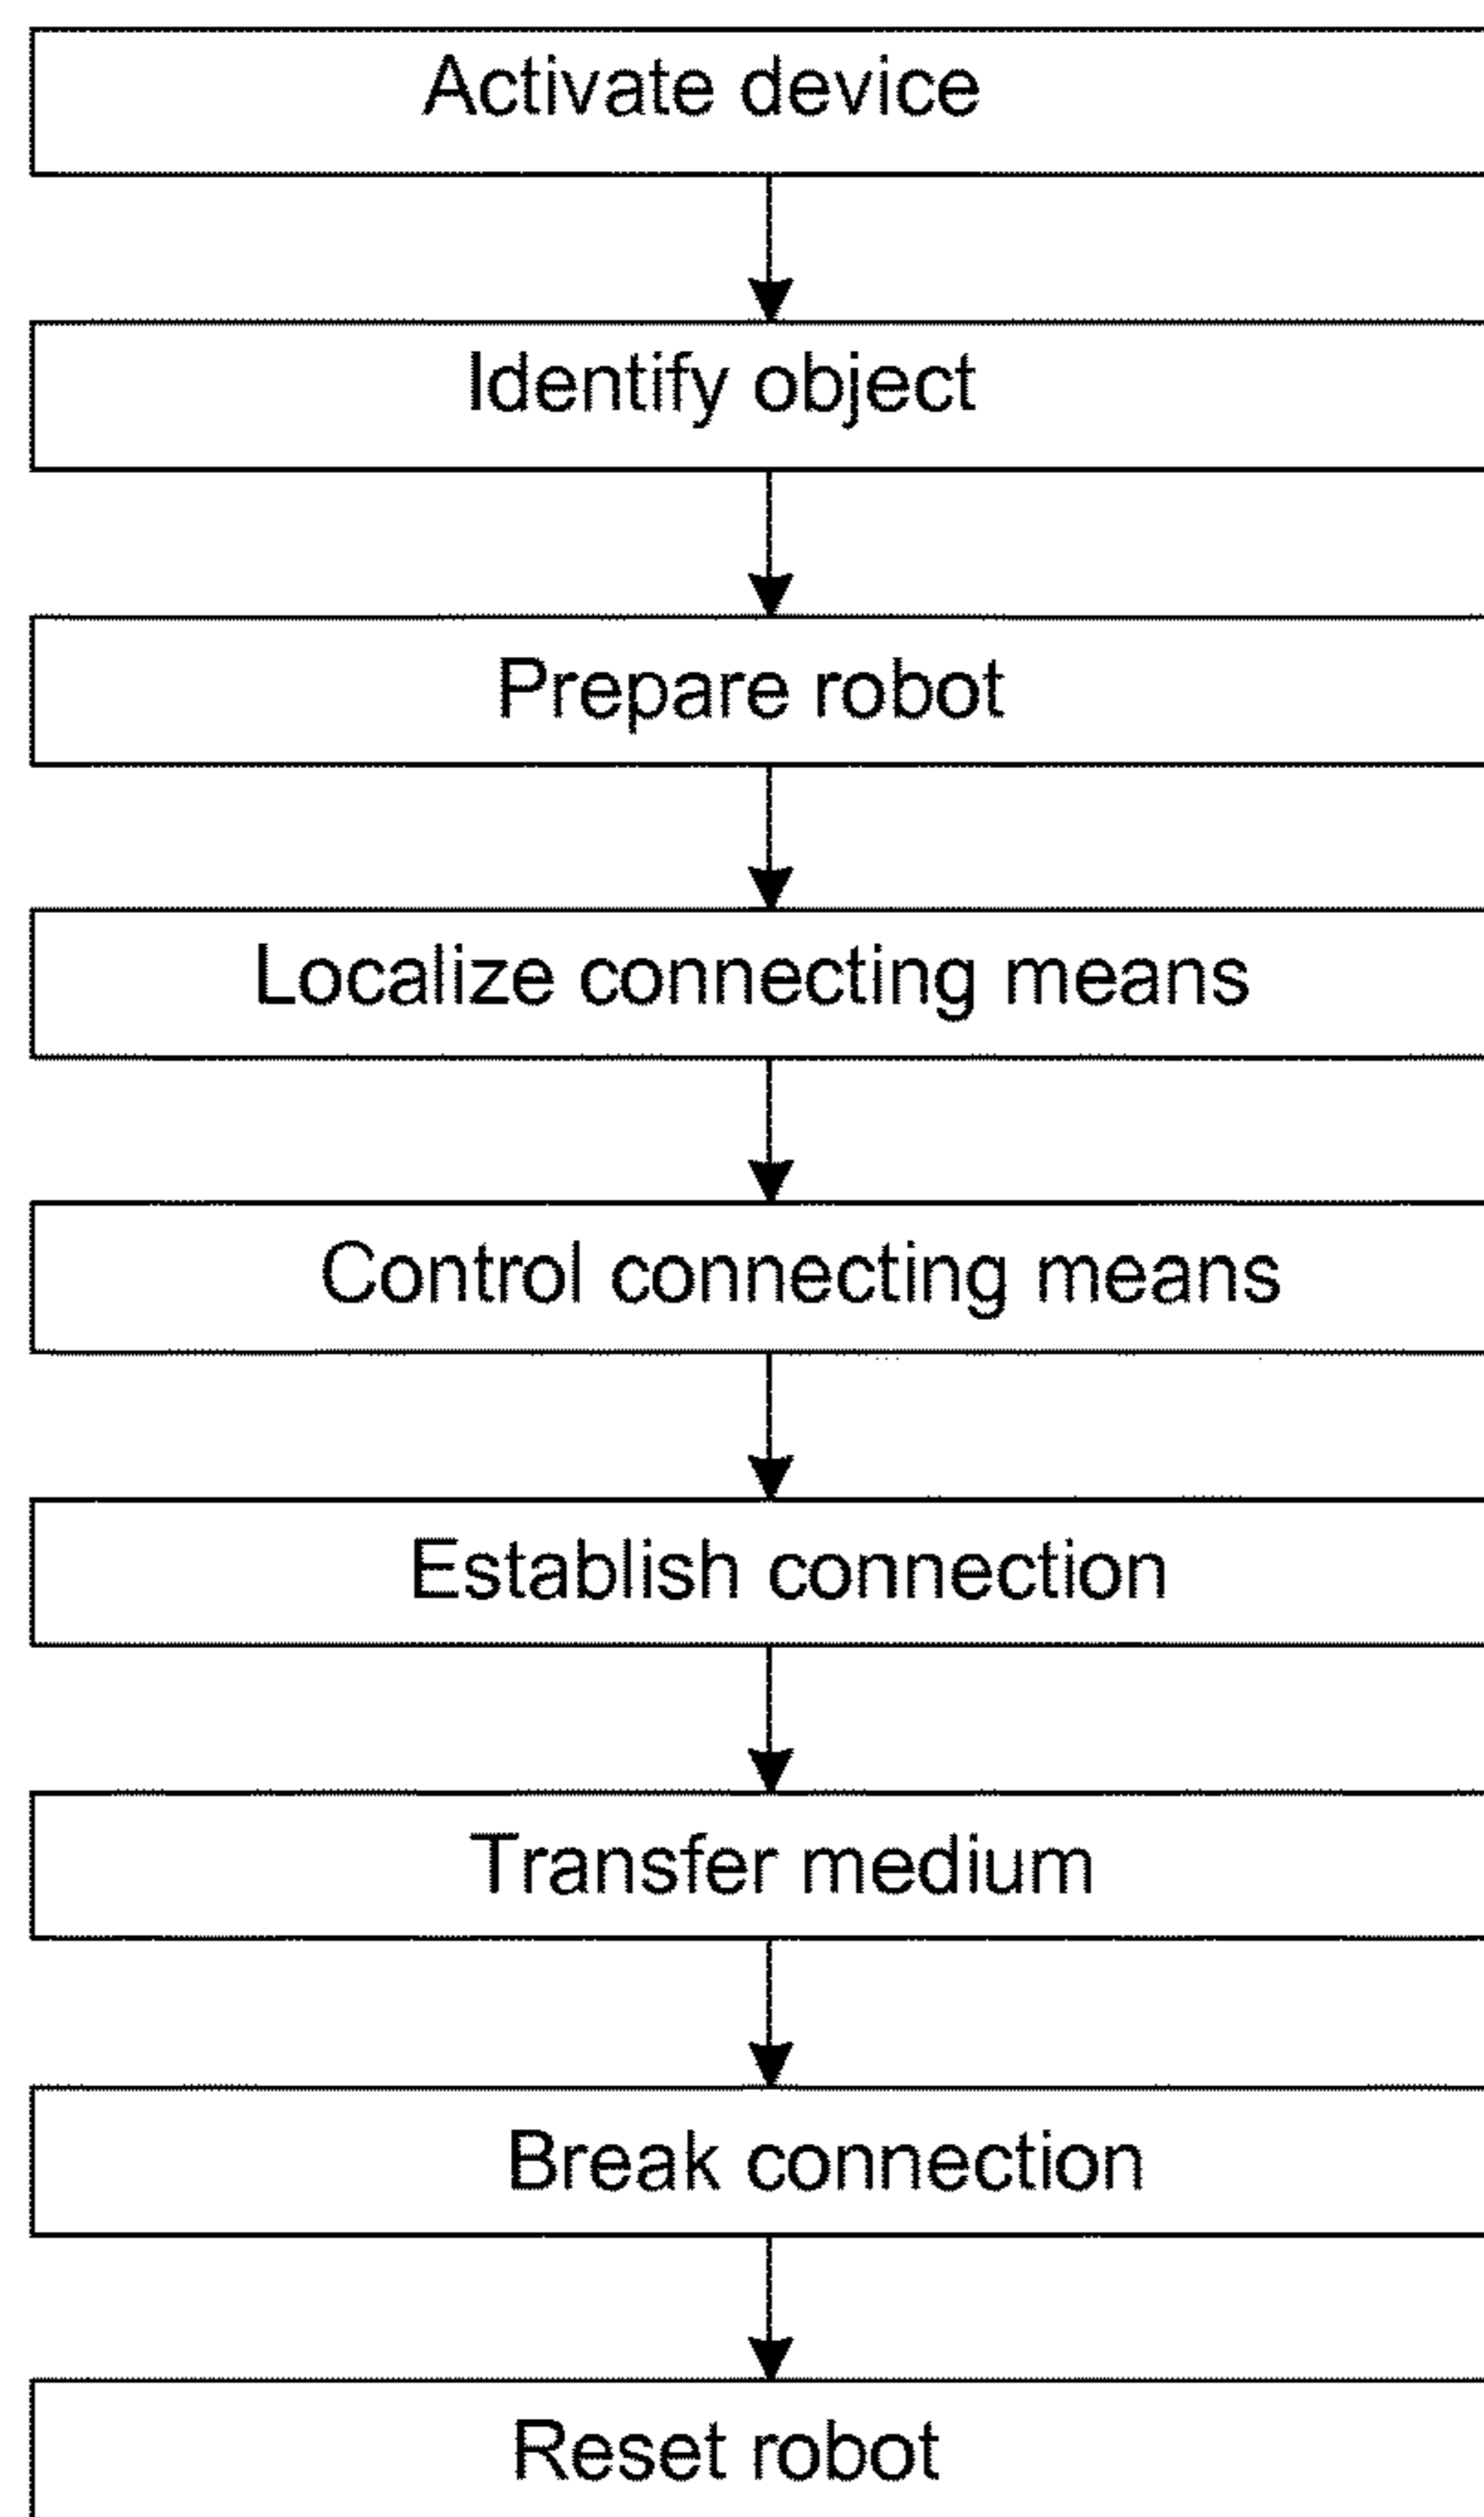 Activate device
Identify object
Prepare robot
Localize connecting means
Control connecting means
Establish connection
Transfer medium
Break connection
Reset robot